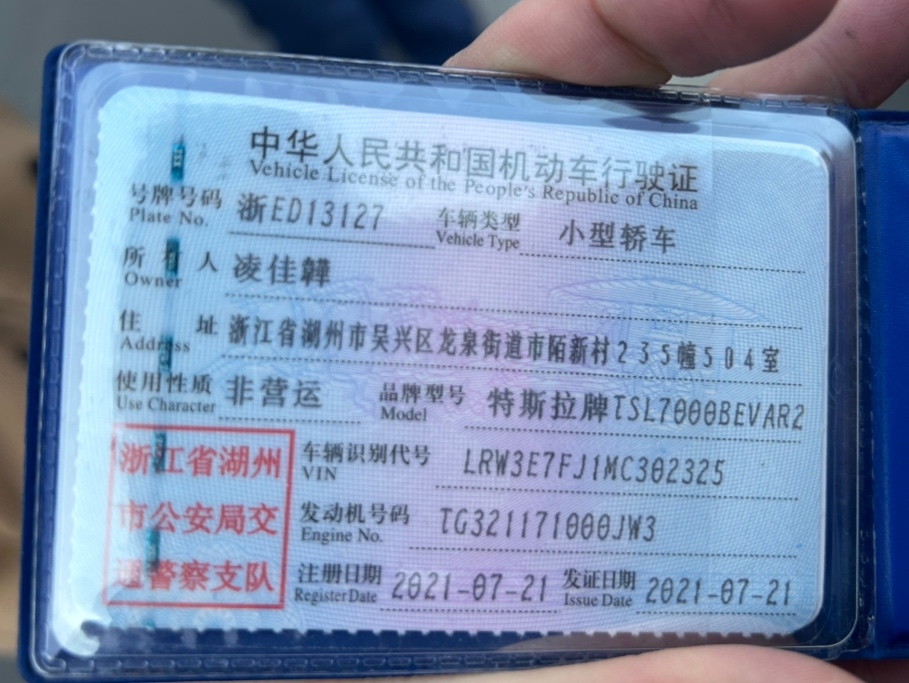 中华人民共和国机动车行驶证
Vehicle License of the People's Republic of China
号牌号码 浙ED13127 车辆类型 小型轿车
Plate No. Vehicle Type
所有人 凌佳韡
Owner
住址 浙江省湖州市吴兴区龙泉街道市陌新村235幢504室
Address
使用性质 非营运 品牌型号 特斯拉牌TSL7000BEVAR2
Use Character Model
浙江省湖州
市公安局交
通警察支队
车辆识别代号 LRW3E7FJ1MC302325
VIN
发动机号码 TG321171000JW3
Engine No.
注册日期 2021-07-21 发证日期 2021-07-21
Register Date Issue Date